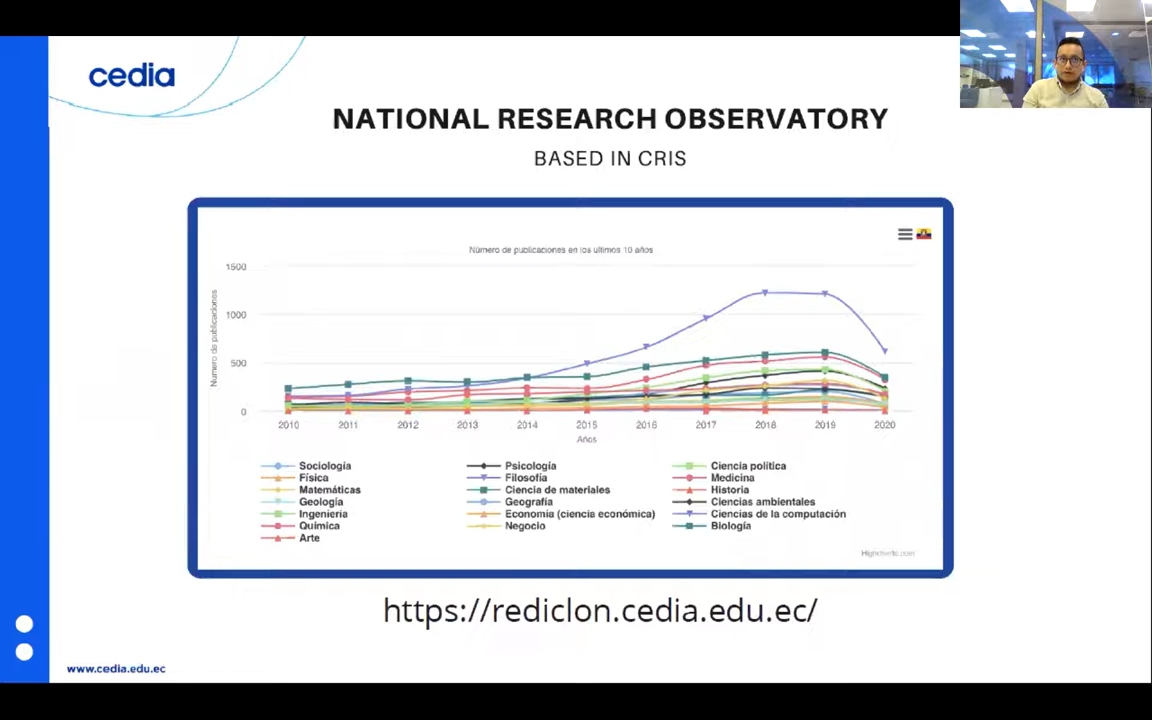 cedia
NATIONAL RESEARCH OBSERVATORY
BASED IN CRIS
Número de publicaciones en los ultimos 10 años
Numero de publicaciones
1500
1000
500
0
2010 2011 2012 2013 2014 2015 2016 2017 2018 2019 2020
Años
Sociología Psicología Ciencia política
Física Filosofía Medicina
Matemáticas Ciencia de materiales Historia
Geología Geografía Ciencias ambientales
Ingeniería Economía (ciencia económica) Ciencias de la computación
Química Negocio Biología
Arte
Highcharts.com
https://rediclon.cedia.edu.ec/
www.cedia.edu.ec